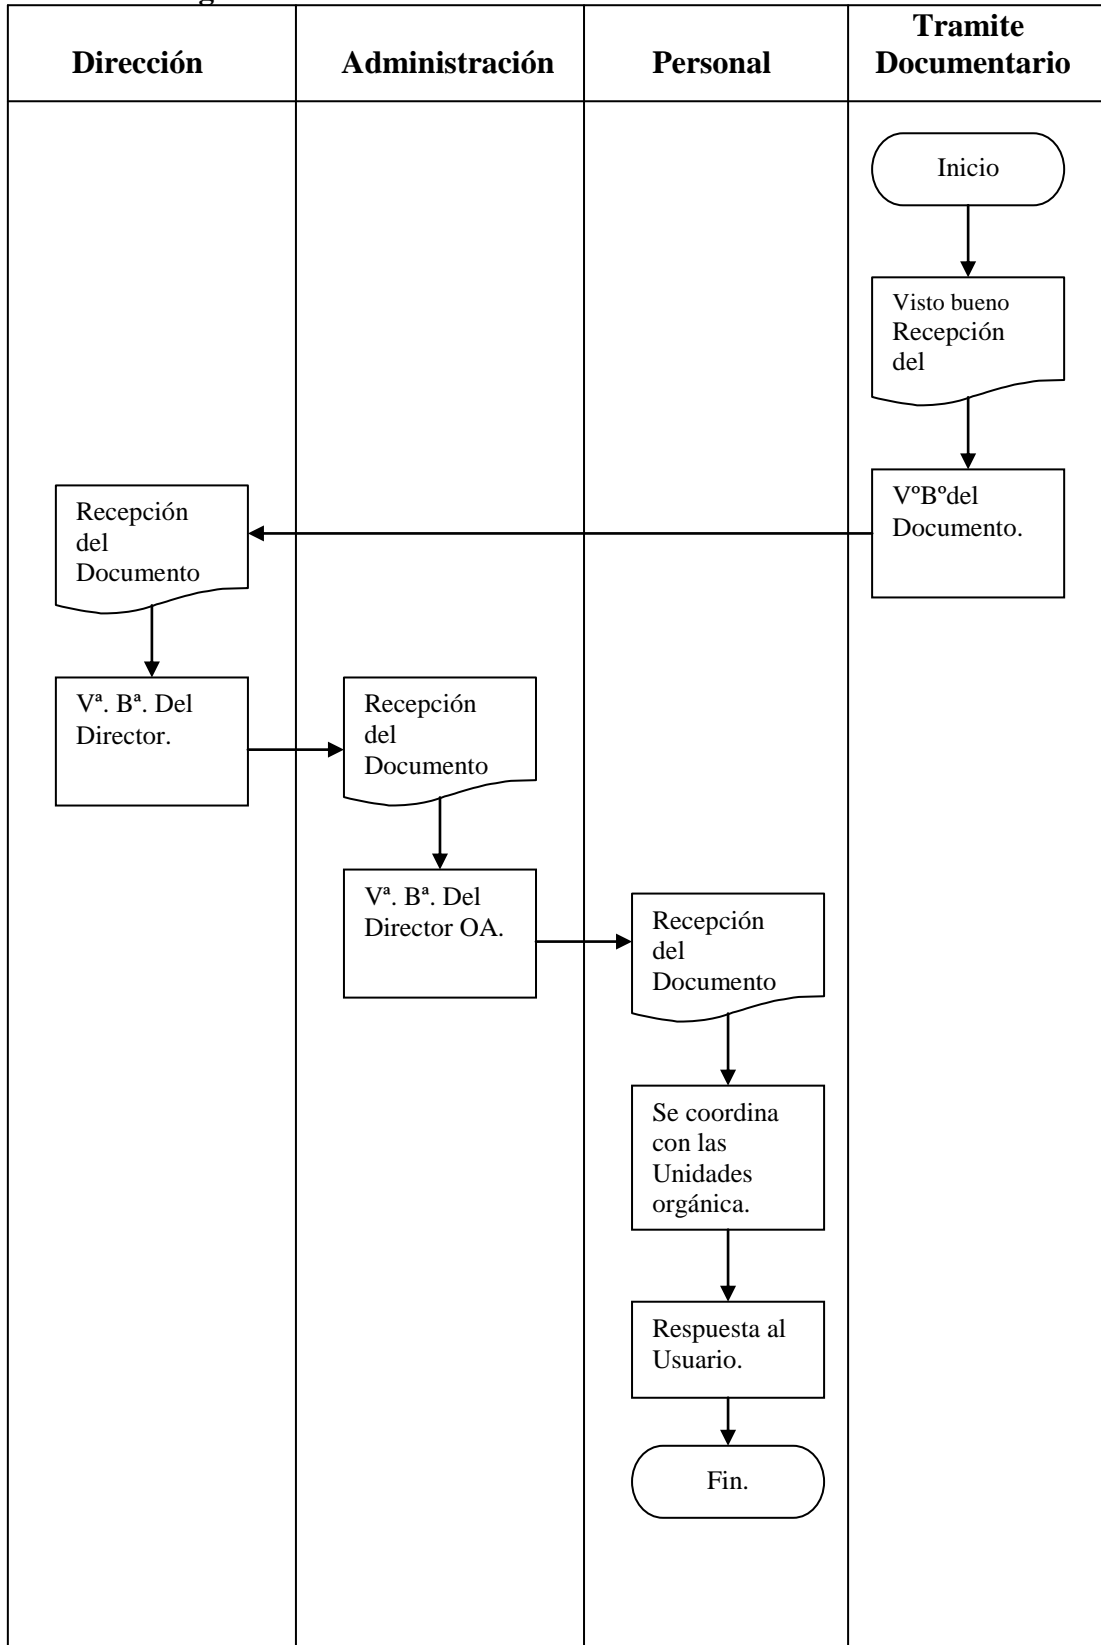 Dirección
Administración
Personal
Tramite
Documentario
Inicio
Visto bueno
Recepción
del
VºBºdel
Documento.
Recepción
del
Documento
Vª. Bª. Del
Director.
Recepción
del
Documento
Vª. Bª. Del
Director OA.
Recepción
del
Documento
Se coordina
con las
Unidades
orgánica.
Respuesta al
Usuario.
Fin.